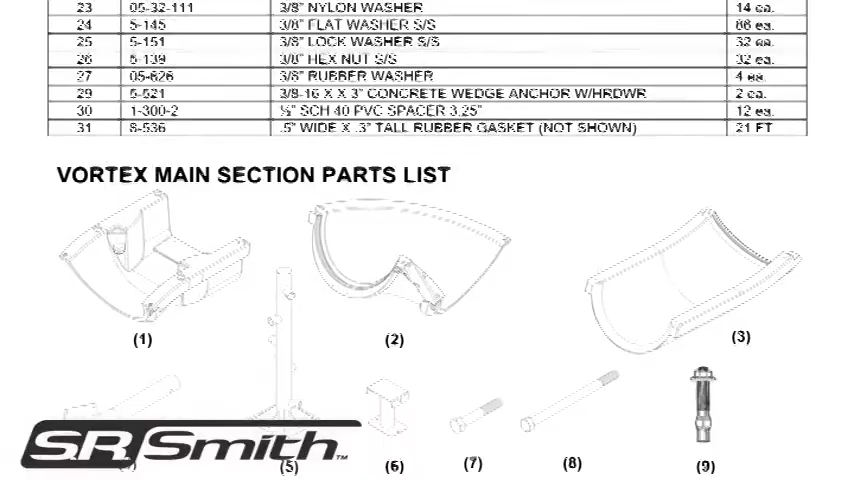 23 05-32-111 3/8" NYLON WASHER 14 ea.
24 5-145 3/8" FLAT WASHER S/S 66 ea.
25 5-151 3/8" LOCK WASHER S/S 32 ea.
26 5-139 3/8" HEX NUT S/S 32 ea.
27 05-626 3/8" RUBBER WASHER 4 ea.
29 5-521 3/8-16 X X 3" CONCRETE WEDGE ANCHOR W/HRDWR 2 ea.
30 1-300-2 ½" SCH 40 PVC SPACER 3.25" 12 ea.
31 8-536 .5" WIDE X .3" TALL RUBBER GASKET (NOT SHOWN) 21 FT
VORTEX MAIN SECTION PARTS LIST
(1) (2) (3)
(5) (6) (7) (8) (9)
S.R.Smith™